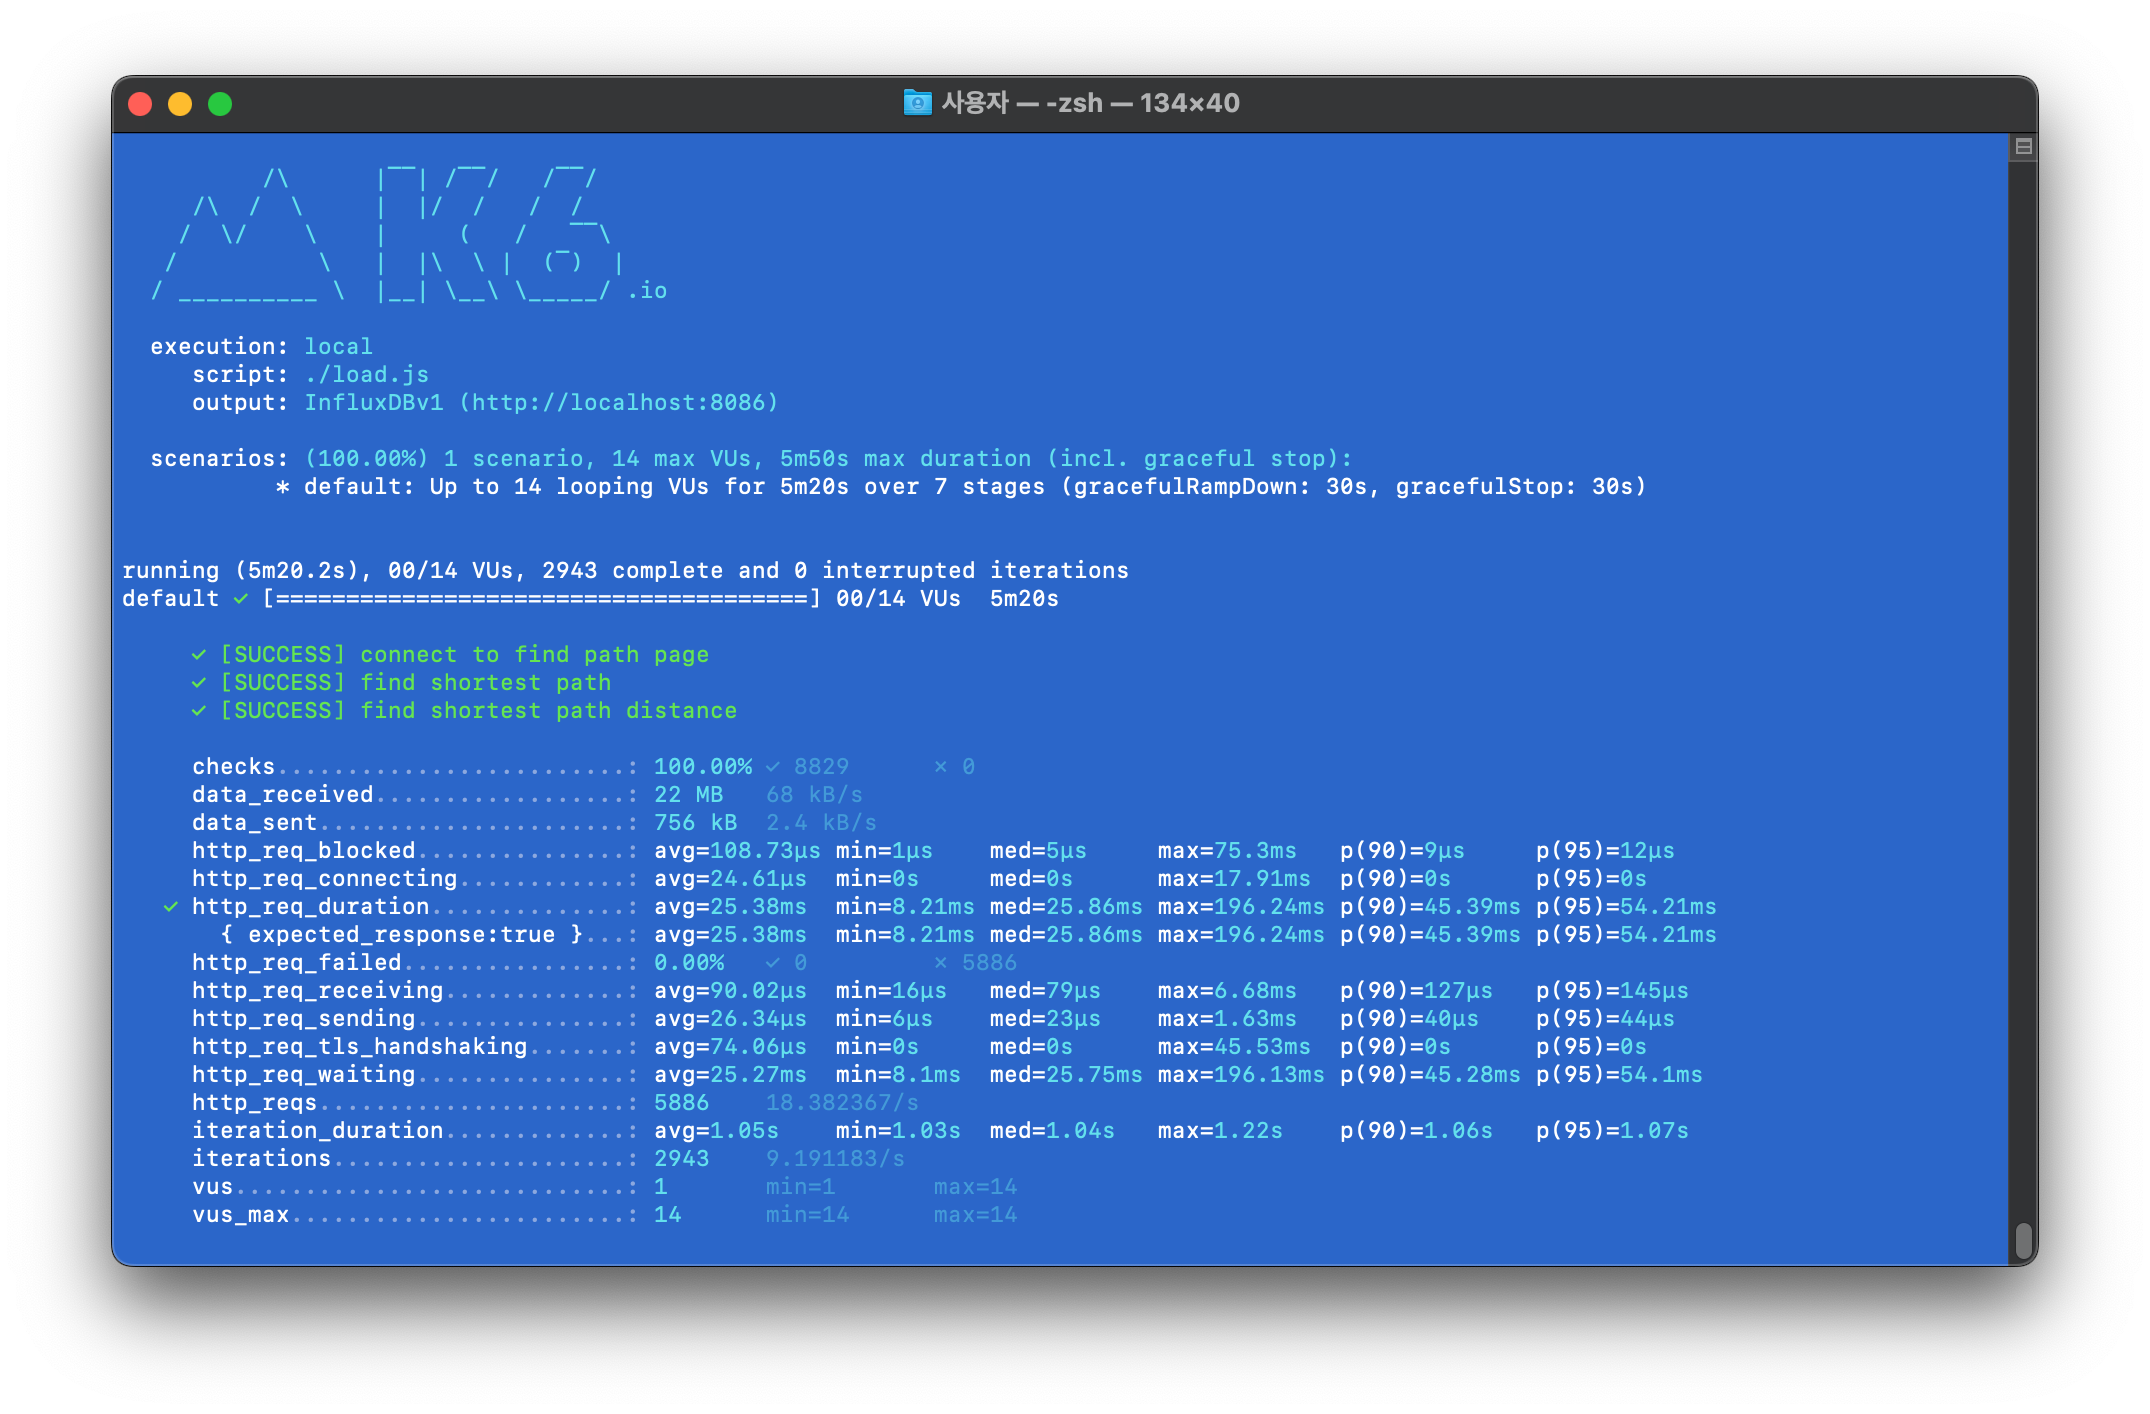 사용자 — -zsh — 134×40
          /\      |‾‾| /‾‾/   /‾‾/
     /\  /  \     |  |/  /   /  /
    /  \/    \    |     (   /   ‾‾\
   /          \   |  |\  \ |  (‾)  |
  / __________ \  |__| \__\ \_____/ .io
execution: local
script: ./load.js
output: InfluxDBv1 (http://localhost:8086)
scenarios: (100.00%) 1 scenario, 14 max VUs, 5m50s max duration (incl. graceful stop):
* default: Up to 14 looping VUs for 5m20s over 7 stages (gracefulRampDown: 30s, gracefulStop: 30s)
running (5m20.2s), 00/14 VUs, 2943 complete and 0 interrupted iterations
default ✓ [======================================] 00/14 VUs  5m20s
✓ [SUCCESS] connect to find path page
✓ [SUCCESS] find shortest path
✓ [SUCCESS] find shortest path distance
checks.........................: 100.00% ✓ 8829      ✗ 0
data_received..................: 22 MB   68 kB/s
data_sent......................: 756 kB  2.4 kB/s
http_req_blocked...............: avg=108.73µs min=1µs    med=5µs     max=75.3ms   p(90)=9µs     p(95)=12µs
http_req_connecting............: avg=24.61µs  min=0s     med=0s      max=17.91ms  p(90)=0s      p(95)=0s
✓ http_req_duration..............: avg=25.38ms  min=8.21ms med=25.86ms max=196.24ms p(90)=45.39ms p(95)=54.21ms
{ expected_response:true }...: avg=25.38ms  min=8.21ms med=25.86ms max=196.24ms p(90)=45.39ms p(95)=54.21ms
http_req_failed................: 0.00%   ✓ 0         ✗ 5886
http_req_receiving.............: avg=90.02µs  min=16µs   med=79µs    max=6.68ms   p(90)=127µs   p(95)=145µs
http_req_sending...............: avg=26.34µs  min=6µs    med=23µs    max=1.63ms   p(90)=40µs    p(95)=44µs
http_req_tls_handshaking.......: avg=74.06µs  min=0s     med=0s      max=45.53ms  p(90)=0s      p(95)=0s
http_req_waiting...............: avg=25.27ms  min=8.1ms  med=25.75ms max=196.13ms p(90)=45.28ms p(95)=54.1ms
http_reqs......................: 5886    18.382367/s
iteration_duration.............: avg=1.05s    min=1.03s  med=1.04s   max=1.22s    p(90)=1.06s   p(95)=1.07s
iterations.....................: 2943    9.191183/s
vus............................: 1       min=1       max=14
vus_max........................: 14      min=14      max=14